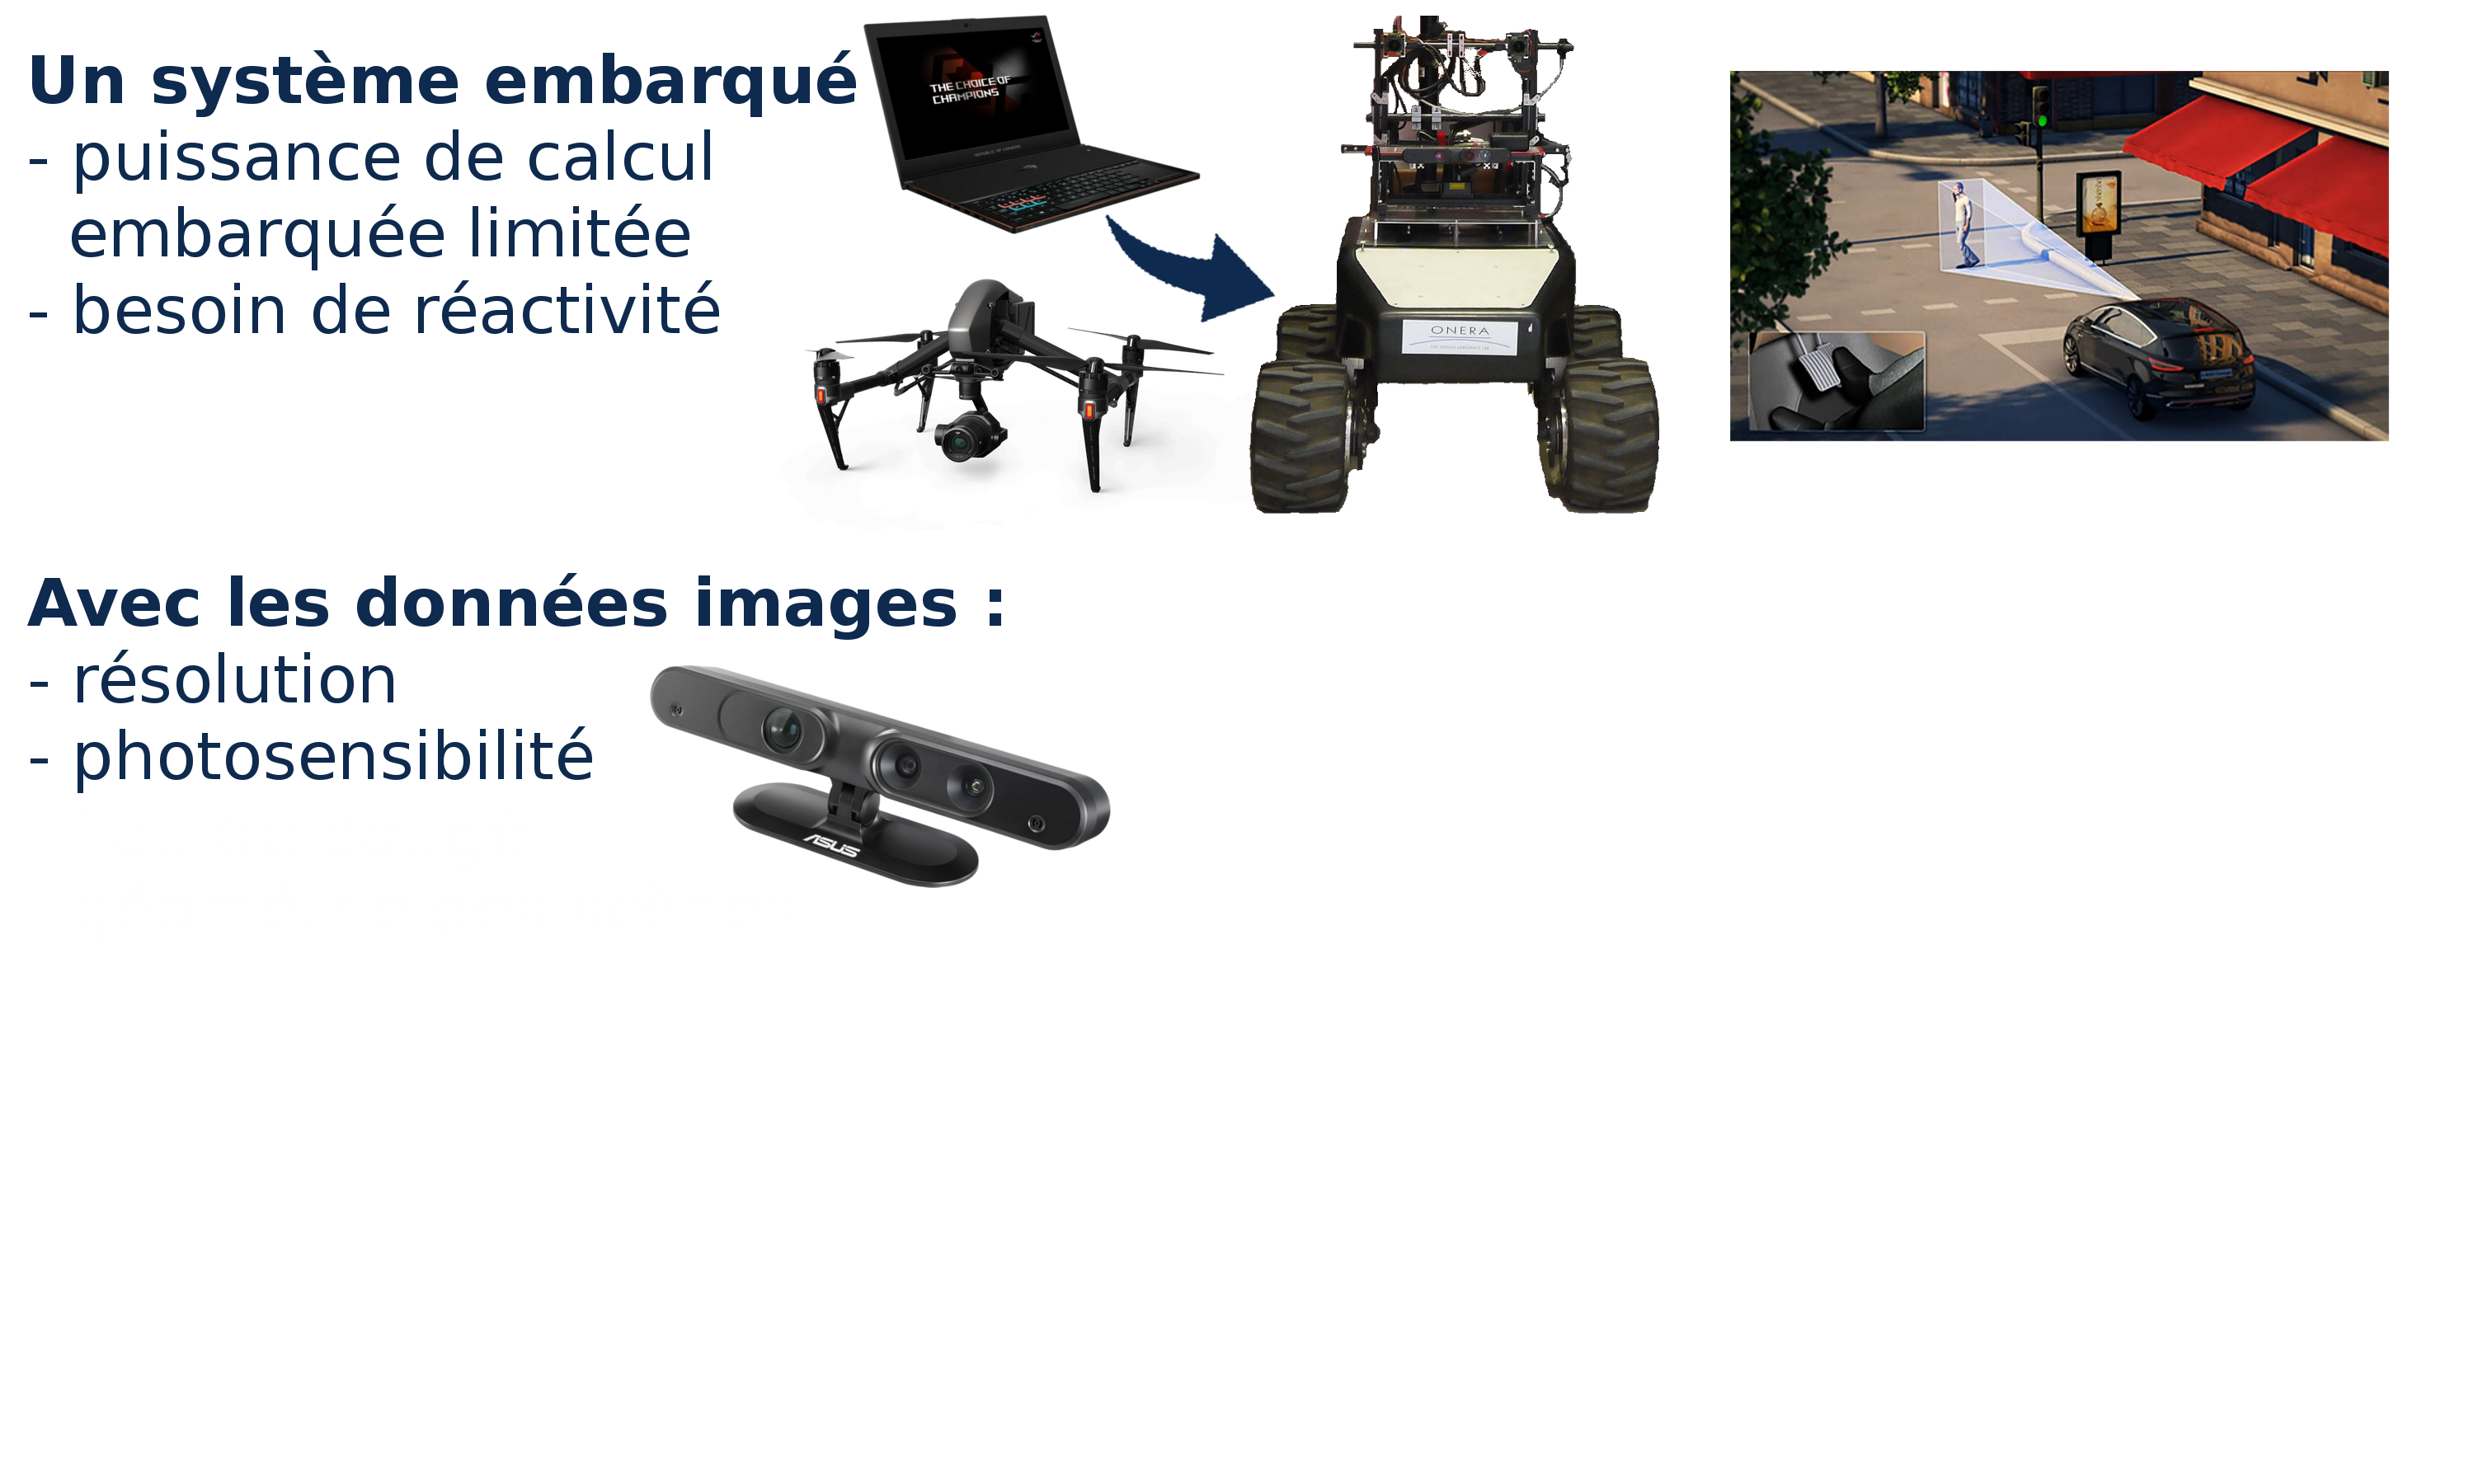 Un système embarqué
- puissance de calcul
embarquée limitée
- besoin de réactivité
THE CHOICE OF
CHAMPIONS
ONERA
Avec les données images :
- résolution
- photosensibilité
ASUS